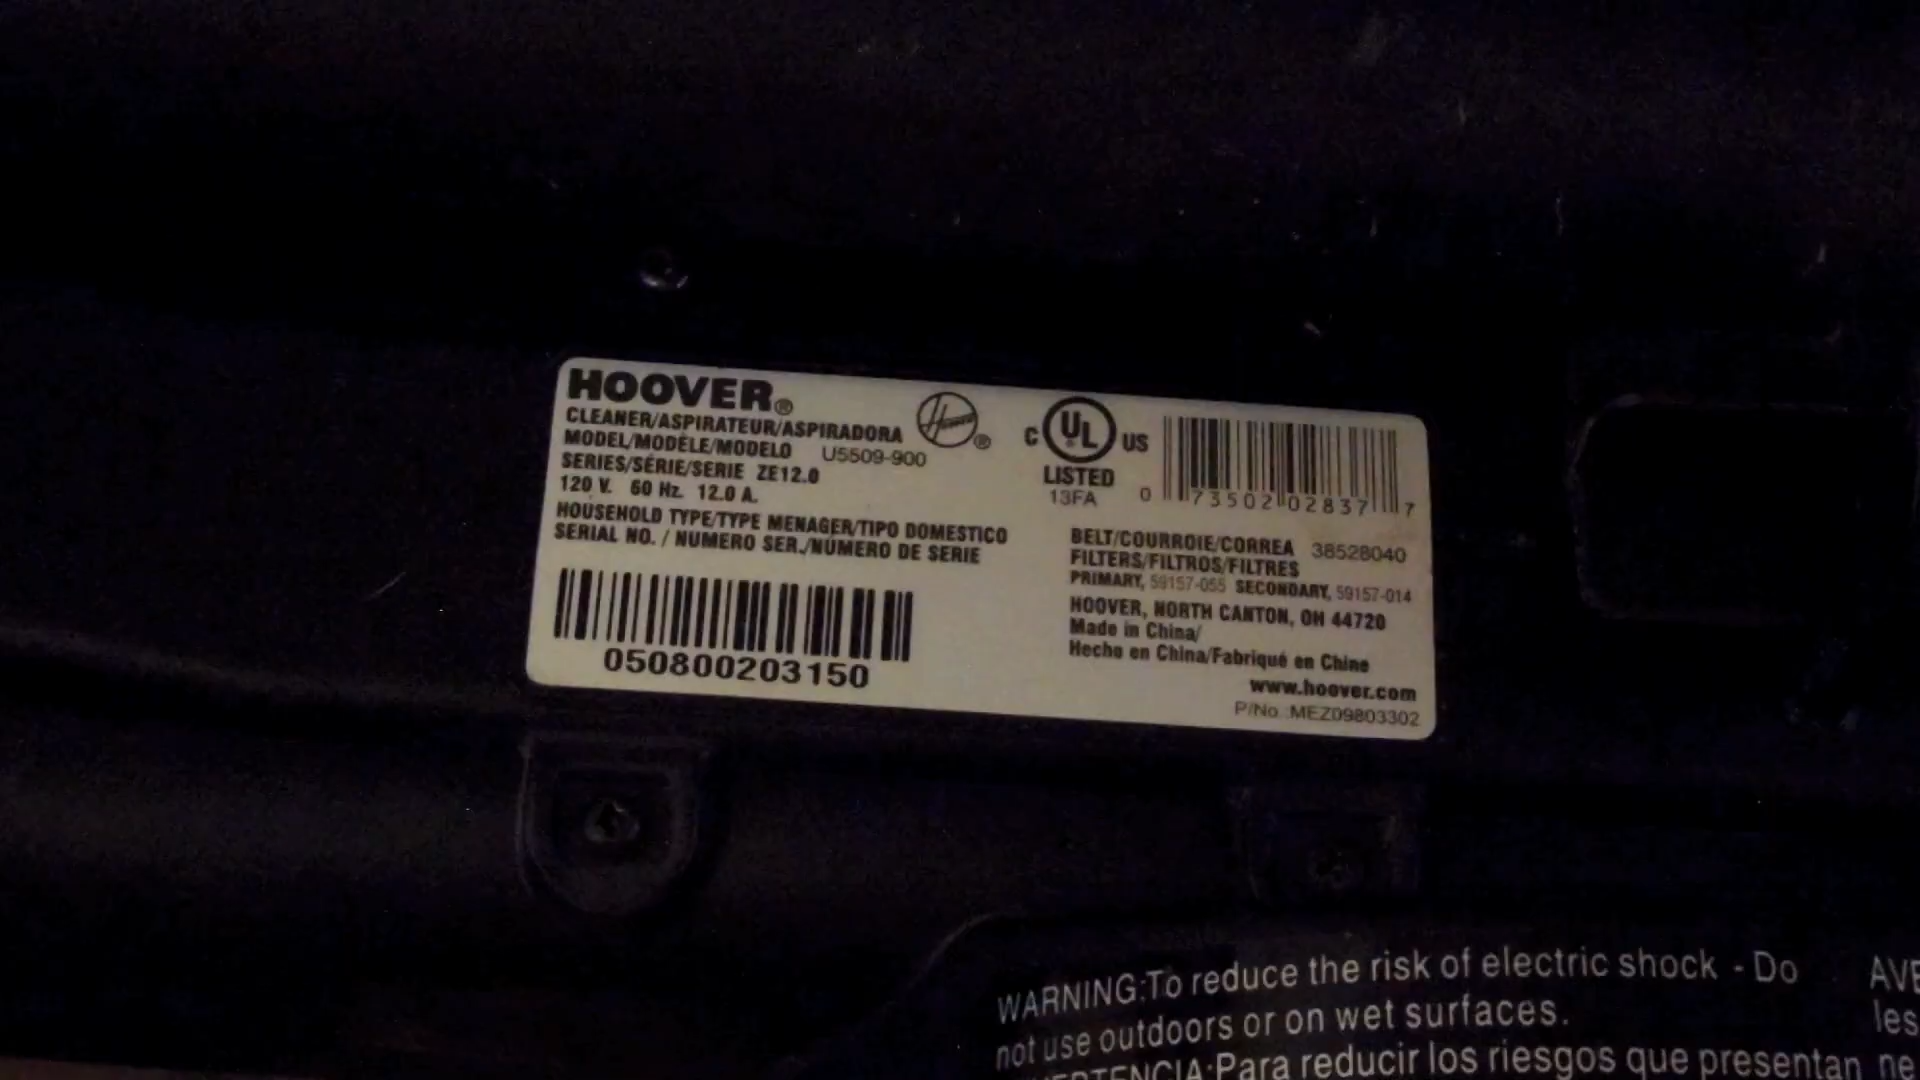 HOOVER®
CLEANER/ASPIRATEUR/ASPIRADORA
MODEL/MODÈLE/MODELO U5509-900
SERIES/SÉRIE/SERIE ZE12.0
120 V. 60 Hz. 12.0 A.
HOUSEHOLD TYPE/TYPE MENAGER/TIPO DOMESTICO
SERIAL NO. / NUMERO SER./NÚMERO DE SERIE
050800203150
Hoover ®
C UL ® US
LISTED
13FA
0 73502 02837 7
BELT/COURROIE/CORREA 38528040
FILTERS/FILTROS/FILTRES
PRIMARY, 59157-055 SECONDARY, 59157-014
HOOVER, NORTH CANTON, OH 44720
Made in China/
Hecho en China/Fabriqué en Chine
www.hoover.com
P/No.:MEZ09803302
WARNING:To reduce the risk of electric shock - Do
not use outdoors or on wet surfaces.
ADVERTENCIA:Para reducir los riesgos que presentan
AVE
les
ne